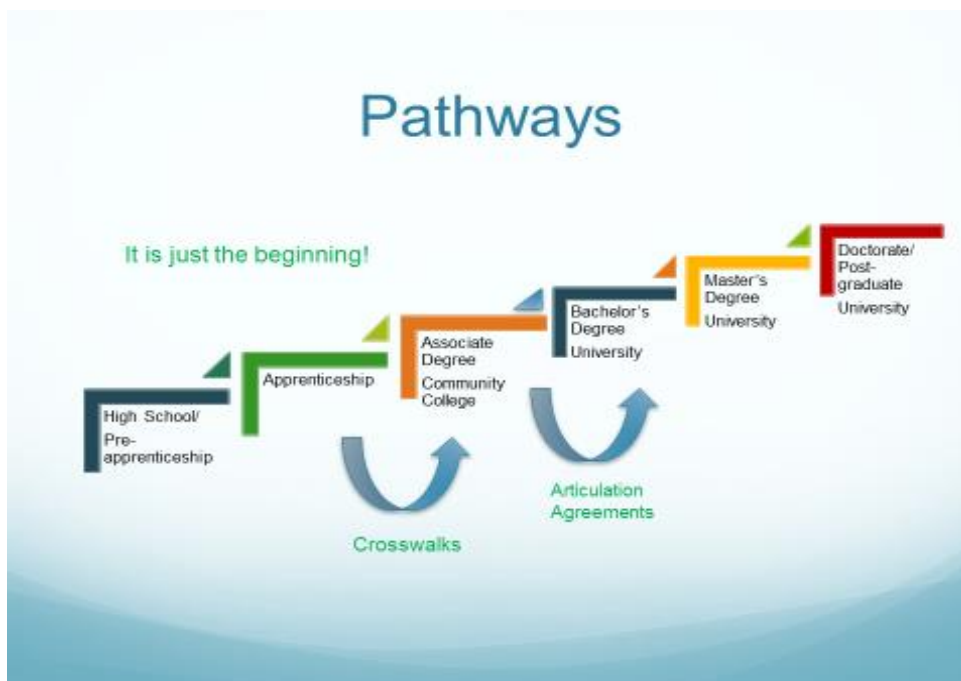 Pathways
It is just the beginning!
High School/
Pre-
apprenticeship
Apprenticeship
Associate
Degree
Community
College
Bachelor's
Degree
University
Master's
Degree
University
Doctorate/
Post-
graduate
University
Crosswalks
Articulation
Agreements